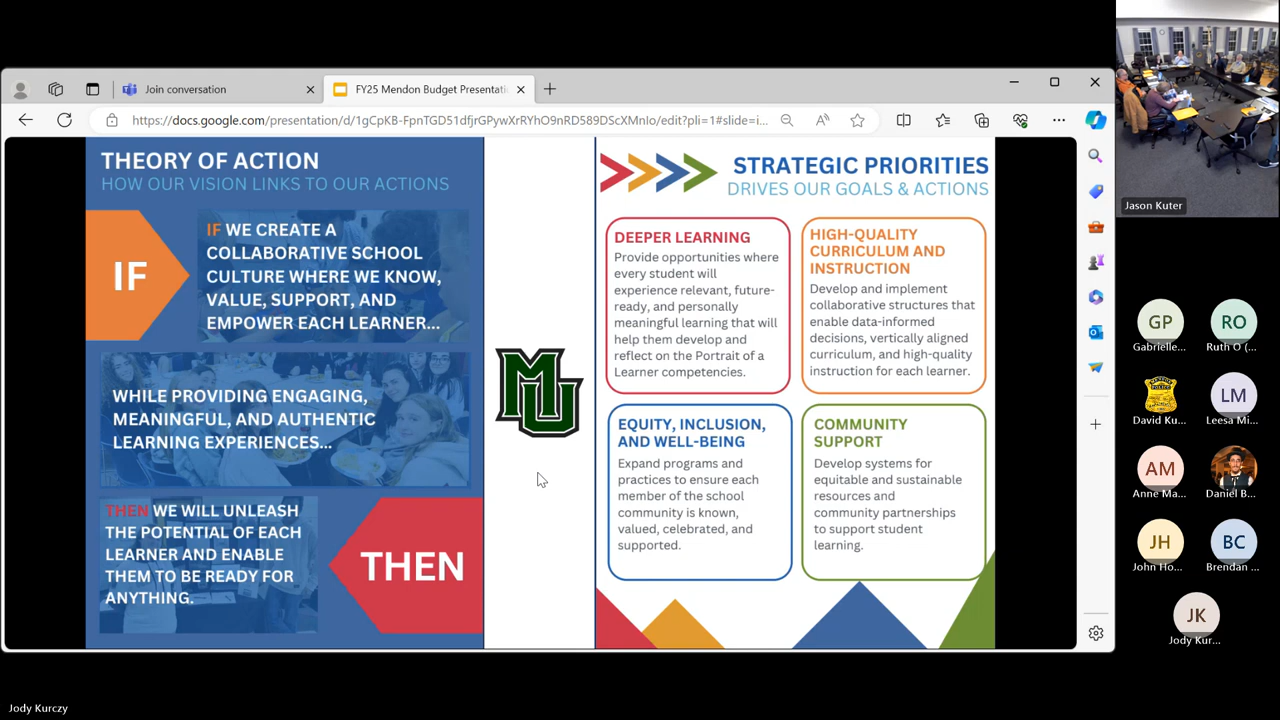 Join conversation
FY25 Mendon Budget Presentati
https://docs.google.com/presentation/d/1gCpKB-FpnTGD51dfjrGPywXrRYhO9nRD589DScXMnIo/edit?pli=1#slide=i...
THEORY OF ACTION
HOW OUR VISION LINKS TO OUR ACTIONS
IF
IF WE CREATE A
COLLABORATIVE SCHOOL
CULTURE WHERE WE KNOW,
VALUE, SUPPORT, AND
EMPOWER EACH LEARNER...
WHILE PROVIDING ENGAGING,
MEANINGFUL, AND AUTHENTIC
LEARNING EXPERIENCES...
THEN WE WILL UNLEASH
THE POTENTIAL OF EACH
LEARNER AND ENABLE
THEM TO BE READY FOR
ANYTHING.
THEN
MU
STRATEGIC PRIORITIES
DRIVES OUR GOALS & ACTIONS
DEEPER LEARNING
Provide opportunities where
every student will
experience relevant, future-
ready, and personally
meaningful learning that will
help them develop and
reflect on the Portrait of a
Learner competencies.
HIGH-QUALITY
CURRICULUM AND
INSTRUCTION
Develop and implement
collaborative structures that
enable data-informed
decisions, vertically aligned
curriculum, and high-quality
instruction for each learner.
EQUITY, INCLUSION,
AND WELL-BEING
Expand programs and
practices to ensure each
member of the school
community is known,
valued, celebrated, and
supported.
COMMUNITY
SUPPORT
Develop systems for
equitable and sustainable
resources and
community partnerships
to support student
learning.
Jason Kuter
GP
Gabrielle...
RO
Ruth O (...
David Ku...
LM
Leesa Mi...
AM
Anne Ma...
Daniel B...
JH
John Ho...
BC
Brendan ...
JK
Jody Kur...
Jody Kurczy